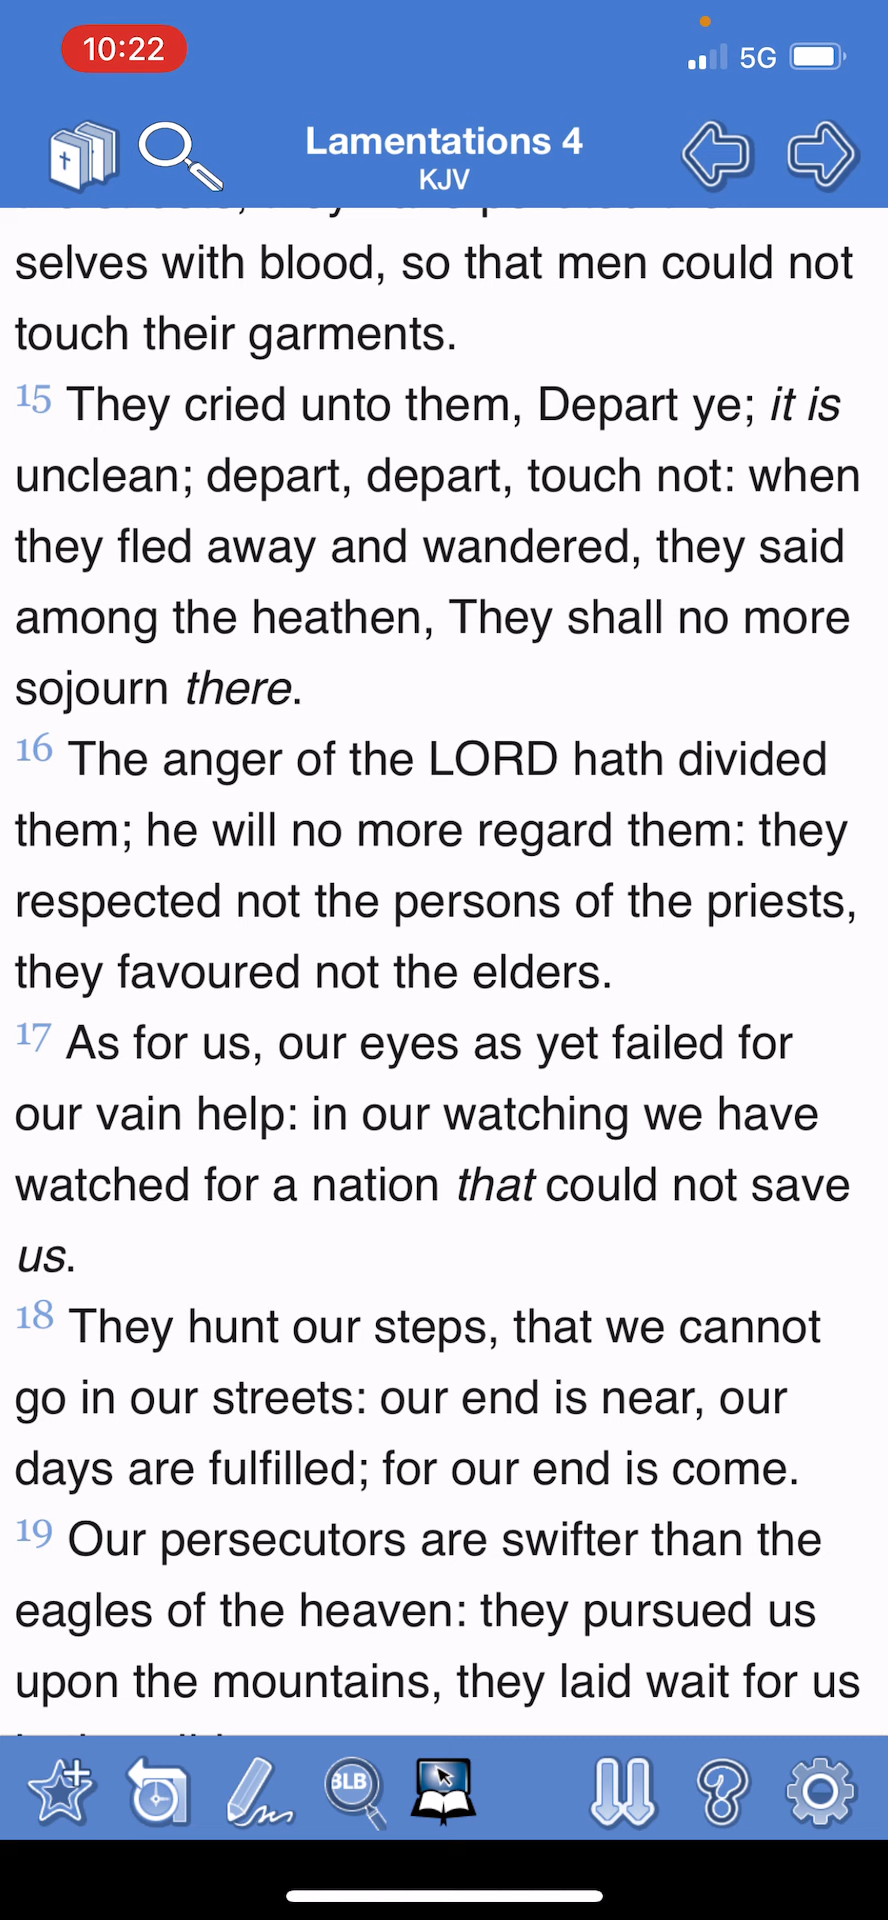 10:22
5G
Lamentations 4
KJV
selves with blood, so that men could not
touch their garments.
15 They cried unto them, Depart ye; it is
unclean; depart, depart, touch not: when
they fled away and wandered, they said
among the heathen, They shall no more
sojourn there.
16 The anger of the LORD hath divided
them; he will no more regard them: they
respected not the persons of the priests,
they favoured not the elders.
17 As for us, our eyes as yet failed for
our vain help: in our watching we have
watched for a nation that could not save
us.
18 They hunt our steps, that we cannot
go in our streets: our end is near, our
days are fulfilled; for our end is come.
19 Our persecutors are swifter than the
eagles of the heaven: they pursued us
upon the mountains, they laid wait for us
BLB